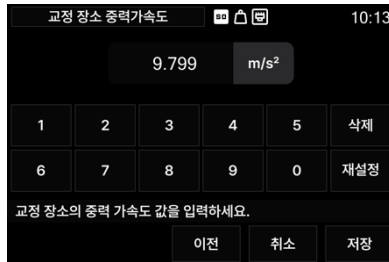 교정 장소 중력가속도 SD 10:13
9.799 m/s²
1 2 3 4 5 삭제
6 7 8 9 0 재설정
교정 장소의 중력 가속도 값을 입력하세요.
이전 취소 저장